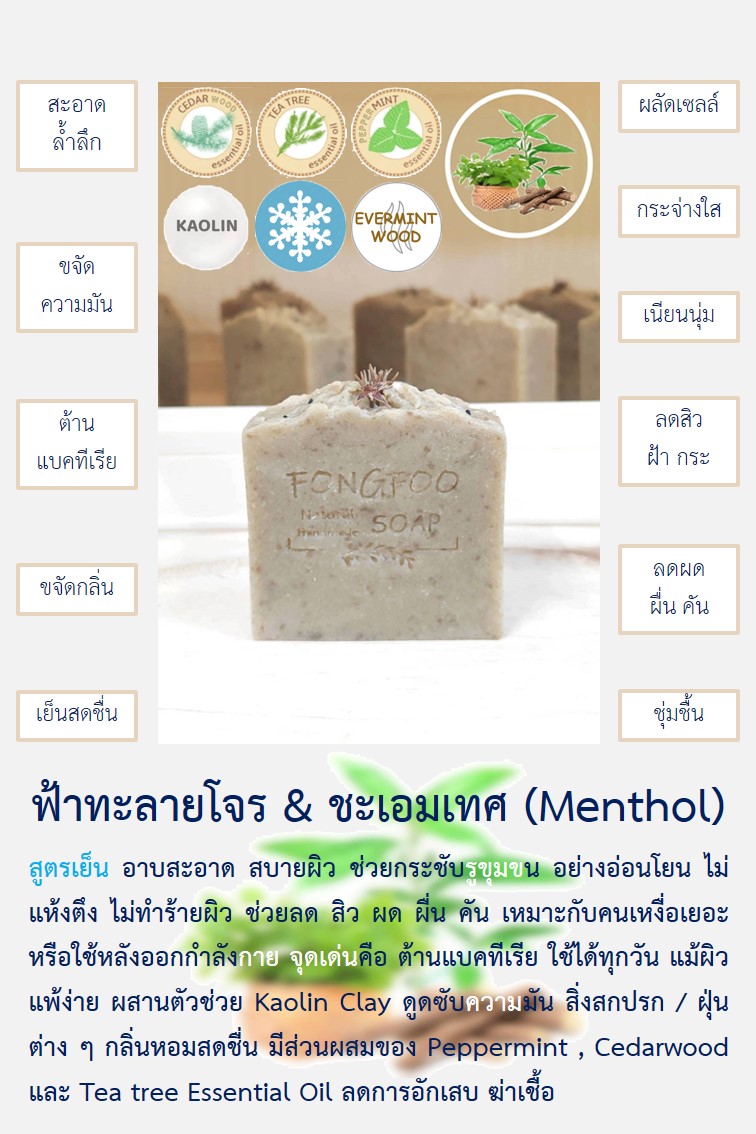 สะอาด
ล้ำลึก
ขจัด
ความมัน
ต้าน
แบคทีเรีย
ขจัดกลิ่น
เย็นสดชื่น
CEDAR WOOD
essential oil
TEA TREE
essential oil
PEPPERMINT
essential oil
KAOLIN
EVERMINT
WOOD
FONGFOO
Natural
SOAP
ผลัดเซลล์
กระจ่างใส
เนียนนุ่ม
ลดสิว
ฝ้า กระ
ลดผด
ผื่น คัน
ชุ่มชื้น
ฟ้าทะลายโจร & ชะเอมเทศ (Menthol)
สูตรเย็น อาบสะอาด สบายผิว ช่วยกระชับรูขุมขน อย่างอ่อนโยน ไม่
แห้งตึง ไม่ทำร้ายผิว ช่วยลด สิว ผด ผื่น คัน เหมาะกับคนเหงื่อเยอะ
หรือใช้หลังออกกำลังกาย จุดเด่นคือ ต้านแบคทีเรีย ใช้ได้ทุกวัน แม้ผิว
แพ้ง่าย ผสานตัวช่วย Kaolin Clay ดูดซับความมัน สิ่งสกปรก / ฝุ่น
ต่าง ๆ กลิ่นหอมสดชื่น มีส่วนผสมของ Peppermint , Cedarwood
และ Tea tree Essential Oil ลดการอักเสบ ฆ่าเชื้อ